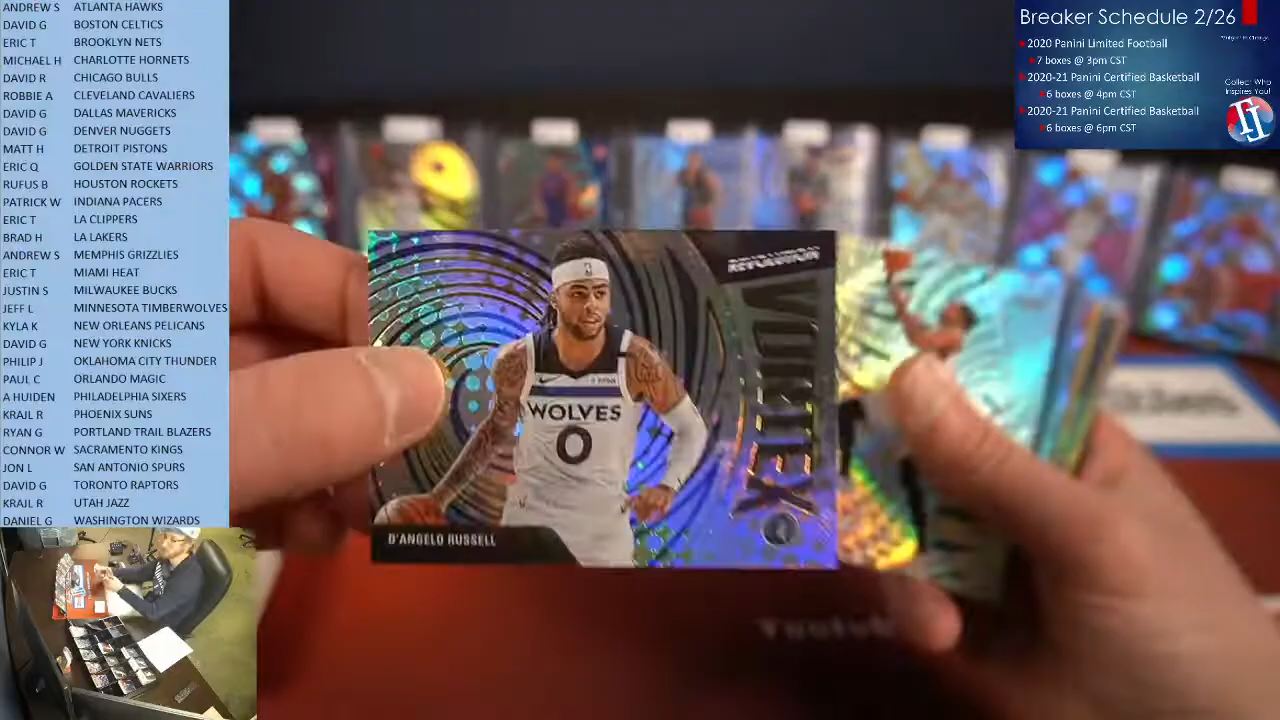 ANDREW S ATLANTA HAWKS
DAVID G BOSTON CELTICS
ERIC T BROOKLYN NETS
MICHAEL H CHARLOTTE HORNETS
DAVID R CHICAGO BULLS
ROBBIE A CLEVELAND CAVALIERS
DAVID G DALLAS MAVERICKS
DAVID G DENVER NUGGETS
MATT H DETROIT PISTONS
ERIC Q GOLDEN STATE WARRIORS
RUFUS B HOUSTON ROCKETS
PATRICK W INDIANA PACERS
ERIC T LA CLIPPERS
BRAD H LA LAKERS
ANDREW S MEMPHIS GRIZZLIES
ERIC T MIAMI HEAT
JUSTIN S MILWAUKEE BUCKS
JEFF L MINNESOTA TIMBERWOLVES
KYLA K NEW ORLEANS PELICANS
DAVID G NEW YORK KNICKS
PHILIP J OKLAHOMA CITY THUNDER
PAUL C ORLANDO MAGIC
A HUIDEN PHILADELPHIA SIXERS
KRAIL R PHOENIX SUNS
RYAN G PORTLAND TRAIL BLAZERS
CONNOR W SACRAMENTO KINGS
JON L SAN ANTONIO SPURS
DAVID G TORONTO RAPTORS
KRAIL R UTAH JAZZ
DANIEL G WASHINGTON WIZARDS
Breaker Schedule 2/26
*Subject to Change
2020 Panini Limited Football
7 boxes @ 3pm CST
2020-21 Panini Certified Basketball
6 boxes @ 4pm CST
2020-21 Panini Certified Basketball
6 boxes @ 6pm CST
Collect Who
Inspires You!
REVOLUTION
VORTEX
WOLVES
0
D'ANGELO RUSSELL